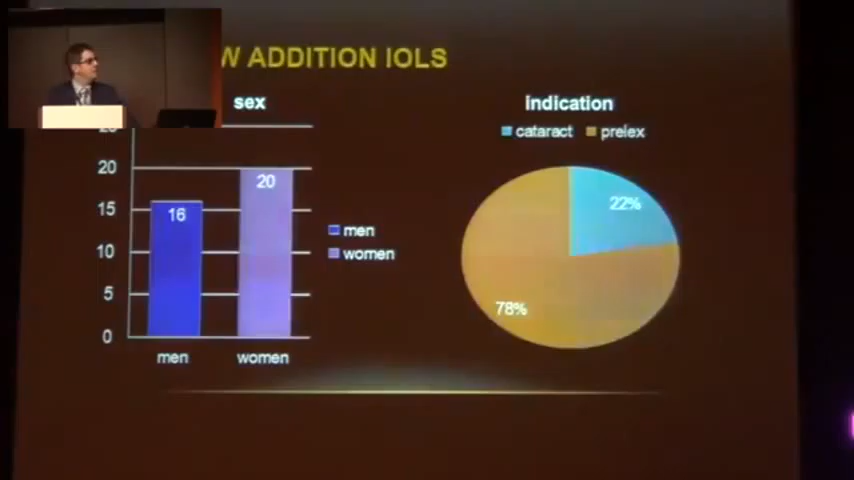 ADDITION IOLS
sex
20
15
10
5
0
16
20
men
women
men
women
indication
cataract
prelex
22%
78%